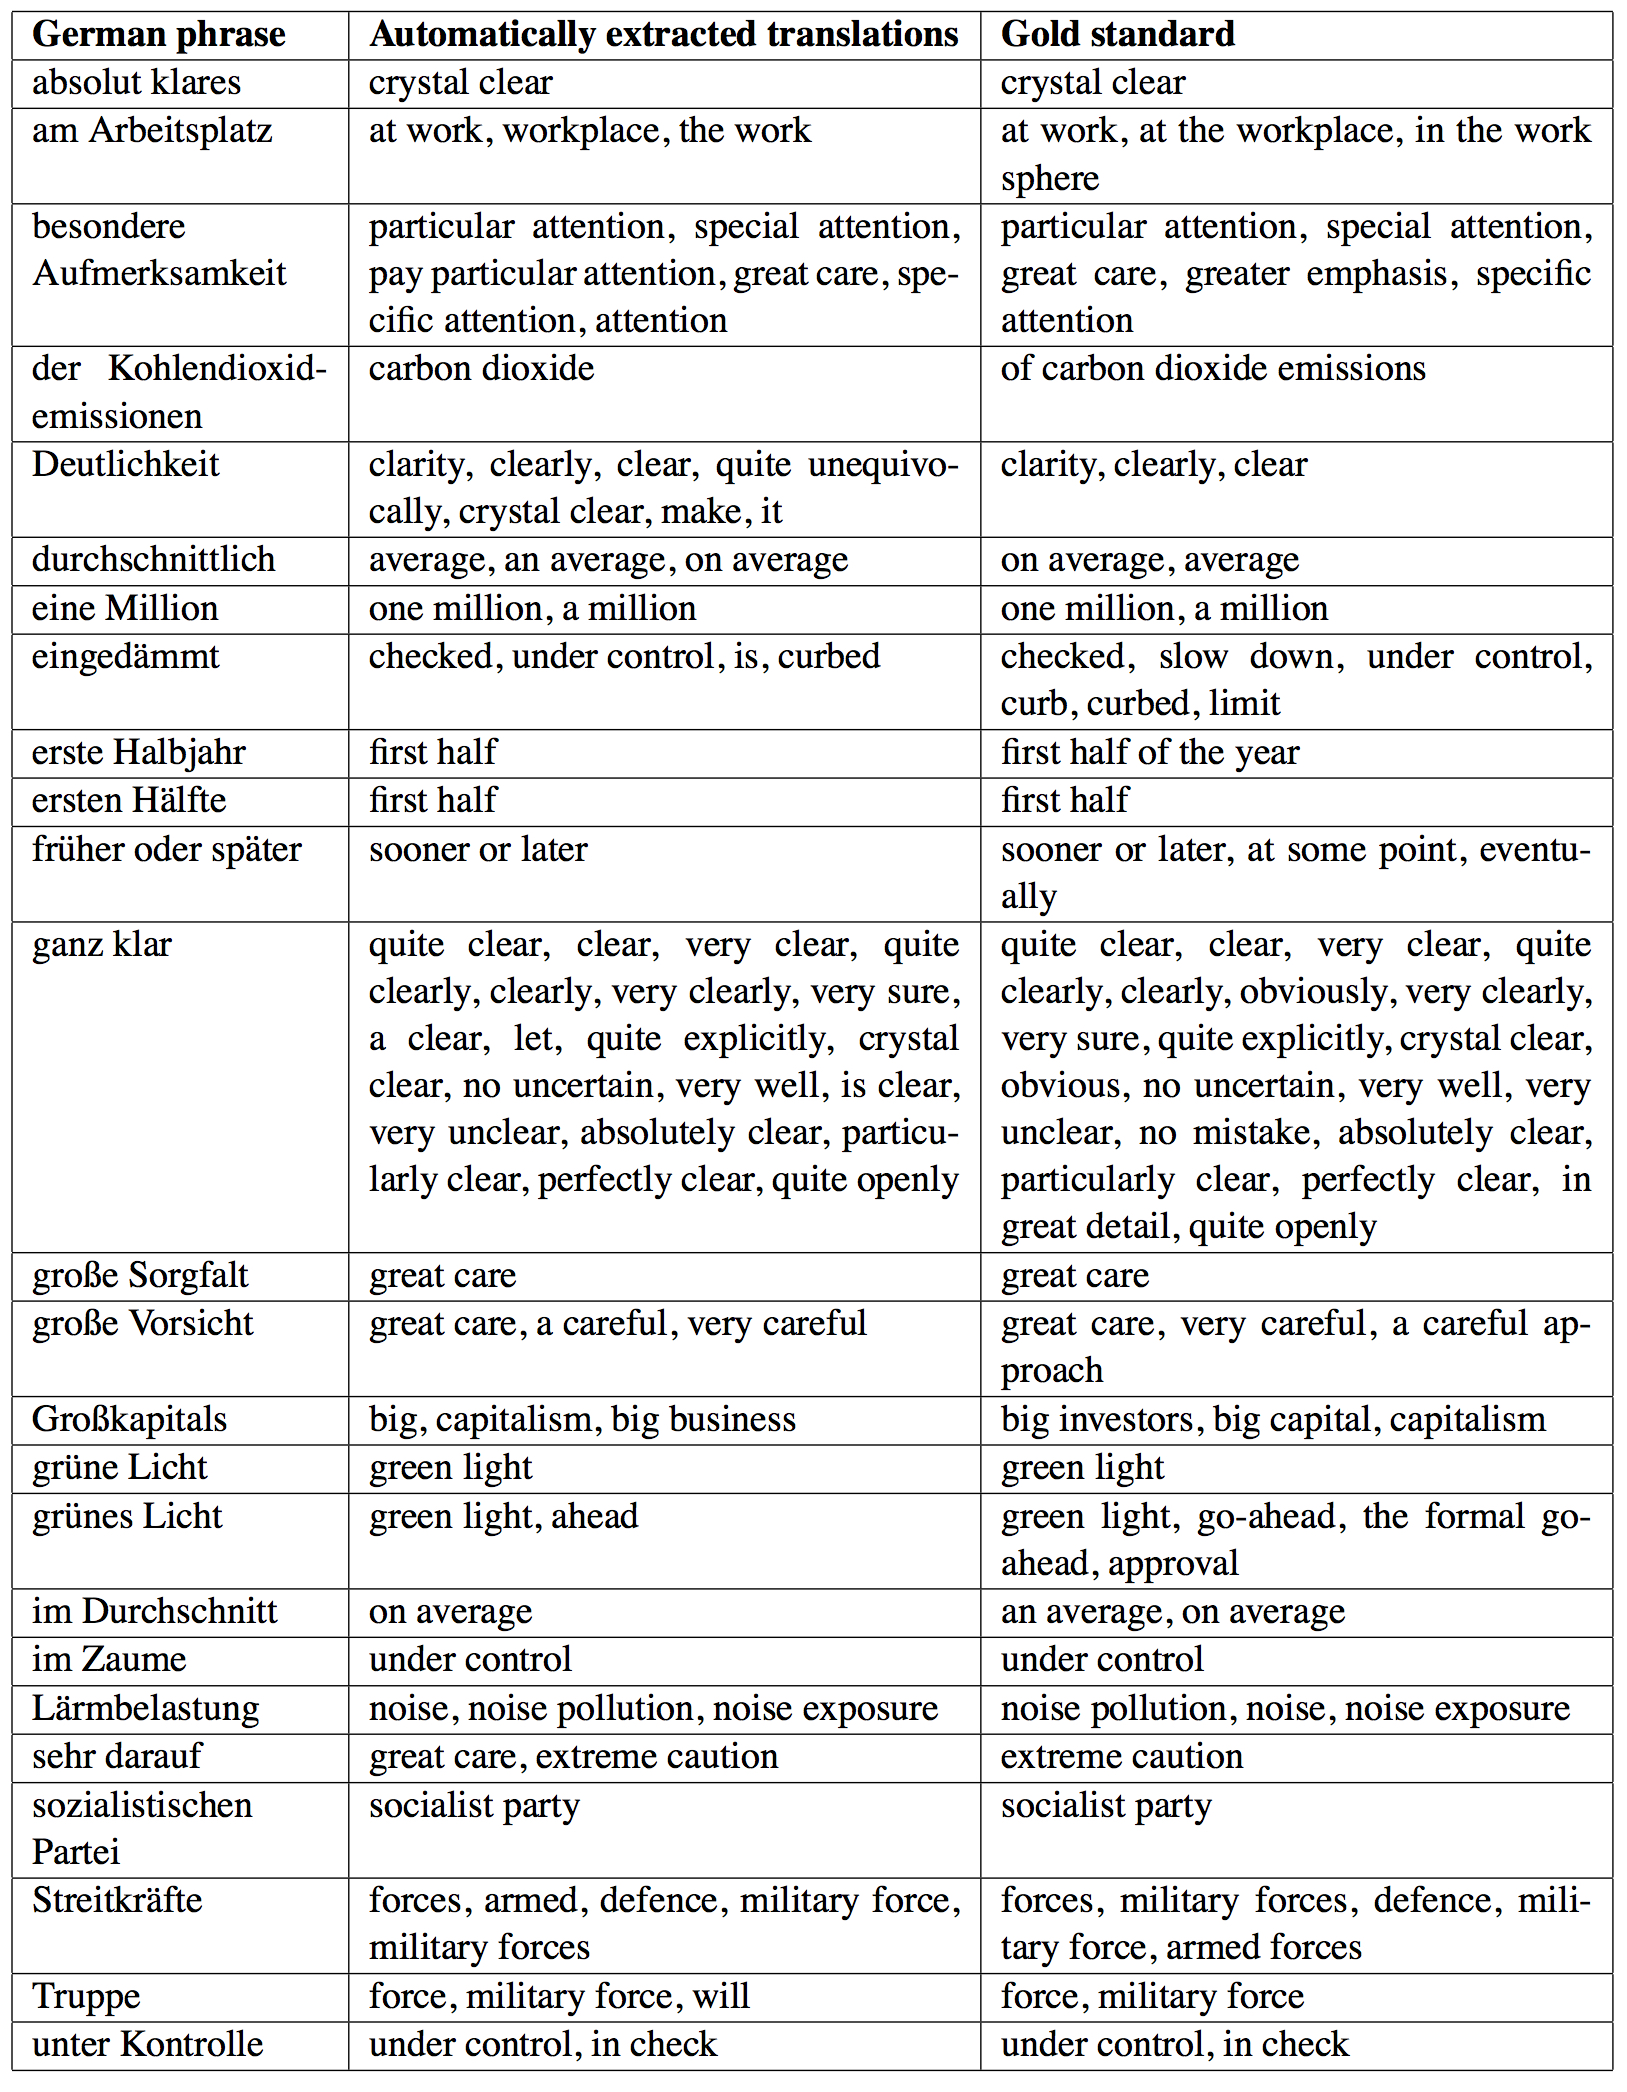 German phrase Automatically extracted translations Gold standard
absolut klares crystal clear crystal clear
am Arbeitsplatz at work, workplace, the work at work, at the workplace, in the work
sphere
besondere particular attention, special attention, particular attention, special attention,
Aufmerksamkeit pay particular attention, great care, spe- great care, greater emphasis, specific
cific attention, attention attention
der Kohlendioxid- carbon dioxide of carbon dioxide emissions
emissionen
Deutlichkeit clarity, clearly, clear, quite unequivo- clarity, clearly, clear
cally, crystal clear, make, it
durchschnittlich average, an average, on average on average, average
eine Million one million, a million one million, a million
eingedämmt checked, under control, is, curbed checked, slow down, under control,
curb, curbed, limit
erste Halbjahr first half first half of the year
ersten Hälfte first half first half
früher oder später sooner or later sooner or later, at some point, eventu-
ally
ganz klar quite clear, clear, very clear, quite quite clear, clear, very clear, quite
clearly, clearly, very clearly, very sure, clearly, clearly, obviously, very clearly,
a clear, let, quite explicitly, crystal very sure, quite explicitly, crystal clear,
clear, no uncertain, very well, is clear, obvious, no uncertain, very well, very
very unclear, absolutely clear, particu- unclear, no mistake, absolutely clear,
larly clear, perfectly clear, quite openly particularly clear, perfectly clear, in
great detail, quite openly
große Sorgfalt great care great care
große Vorsicht great care, a careful, very careful great care, very careful, a careful ap-
proach
Großkapitals big, capitalism, big business big investors, big capital, capitalism
grüne Licht green light green light
grünes Licht green light, ahead green light, go-ahead, the formal go-
ahead, approval
im Durchschnitt on average an average, on average
im Zaume under control under control
Lärmbelastung noise, noise pollution, noise exposure noise pollution, noise, noise exposure
sehr darauf great care, extreme caution extreme caution
sozialistischen socialist party socialist party
Partei
Streitkräfte forces, armed, defence, military force, forces, military forces, defence, mili-
military forces tary force, armed forces
Truppe force, military force, will force, military force
unter Kontrolle under control, in check under control, in check